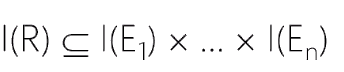 I(R) ⊆ I(E₁) × ... × I(Eₙ)